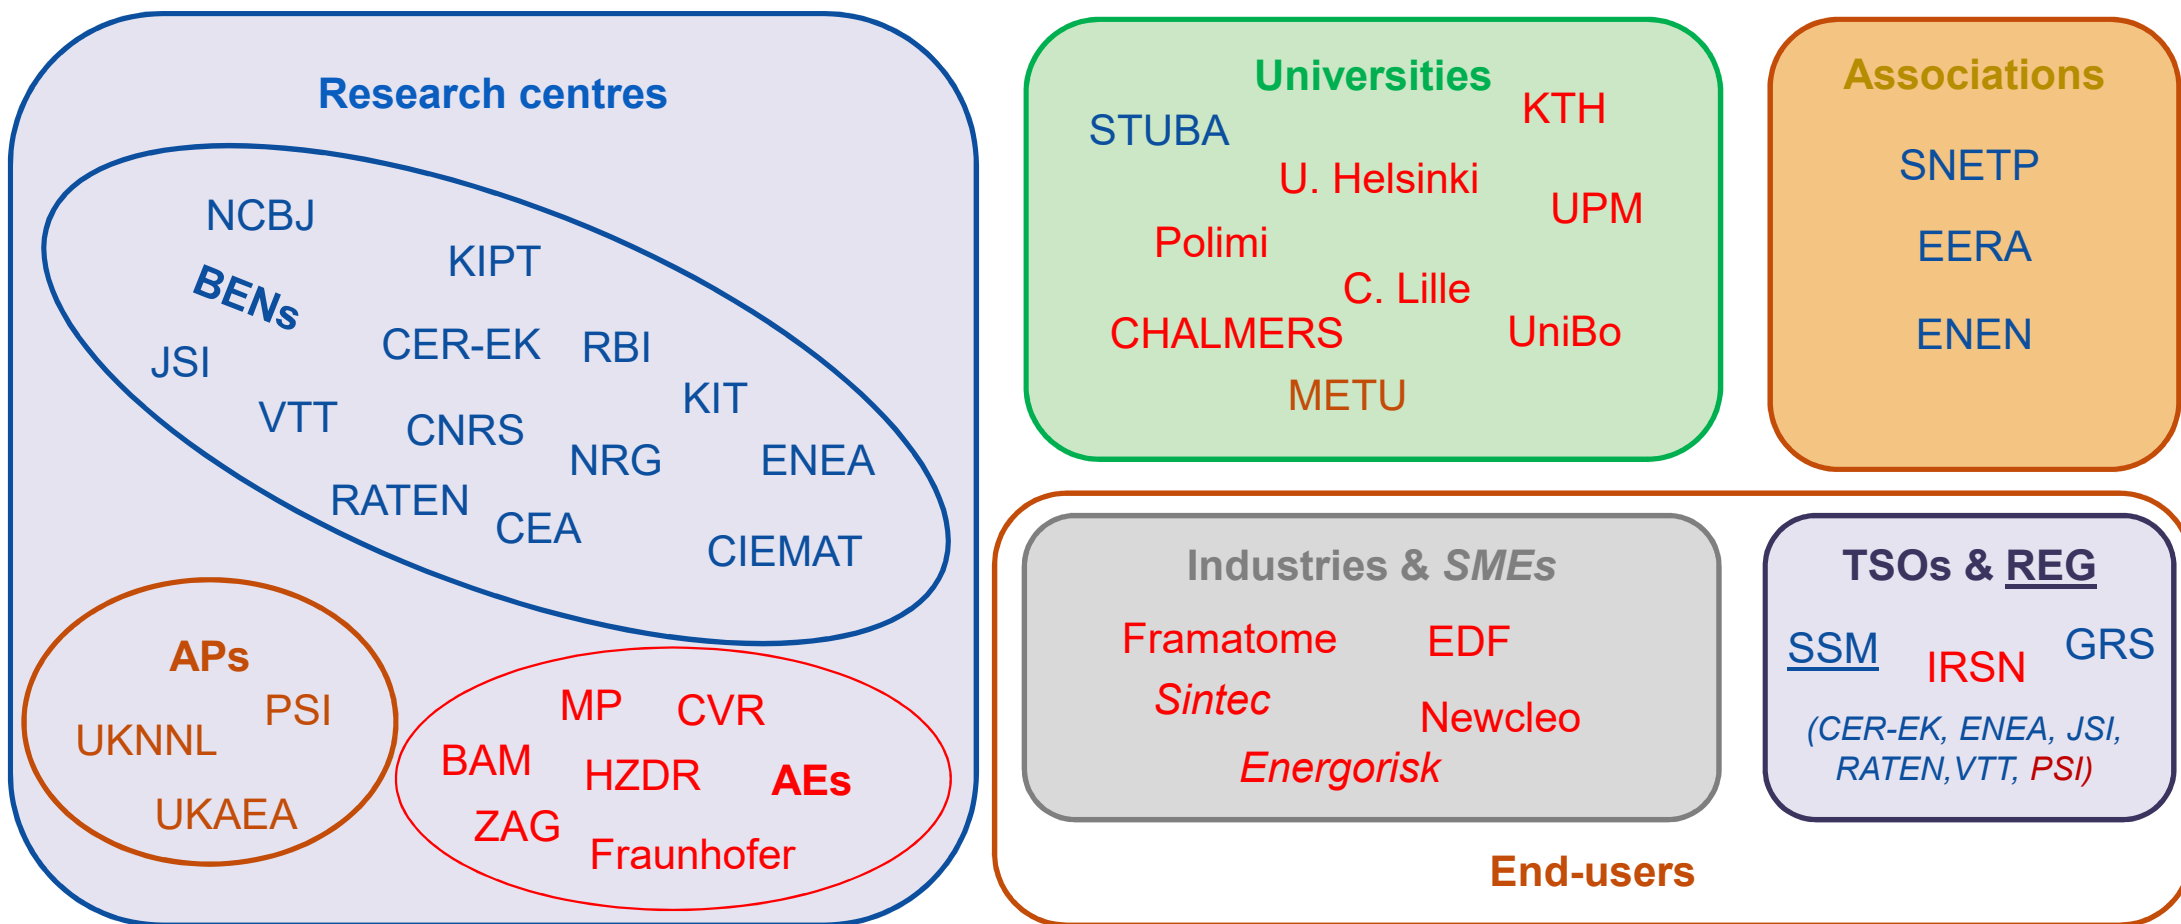 Research centres
NCBJ
KIPT
BENs
CER-EK
RBI
JSI
KIT
VTT
CNRS
NRG
ENEA
RATEN
CEA
CIEMAT
APs
PSI
UKNNL
UKAEA
MP
CVR
BAM
HZDR
AEs
ZAG
Fraunhofer
Universities
KTH
STUBA
U. Helsinki
UPM
Polimi
C. Lille
CHALMERS
UniBo
METU
Associations
SNETP
EERA
ENEN
Industries & SMEs
Framatome
EDF
Sintec
Newcleo
Energorisk
TSOs & REG
SSM
IRSN
GRS
(CER-EK, ENEA, JSI,
RATEN,VTT, PSI)
End-users